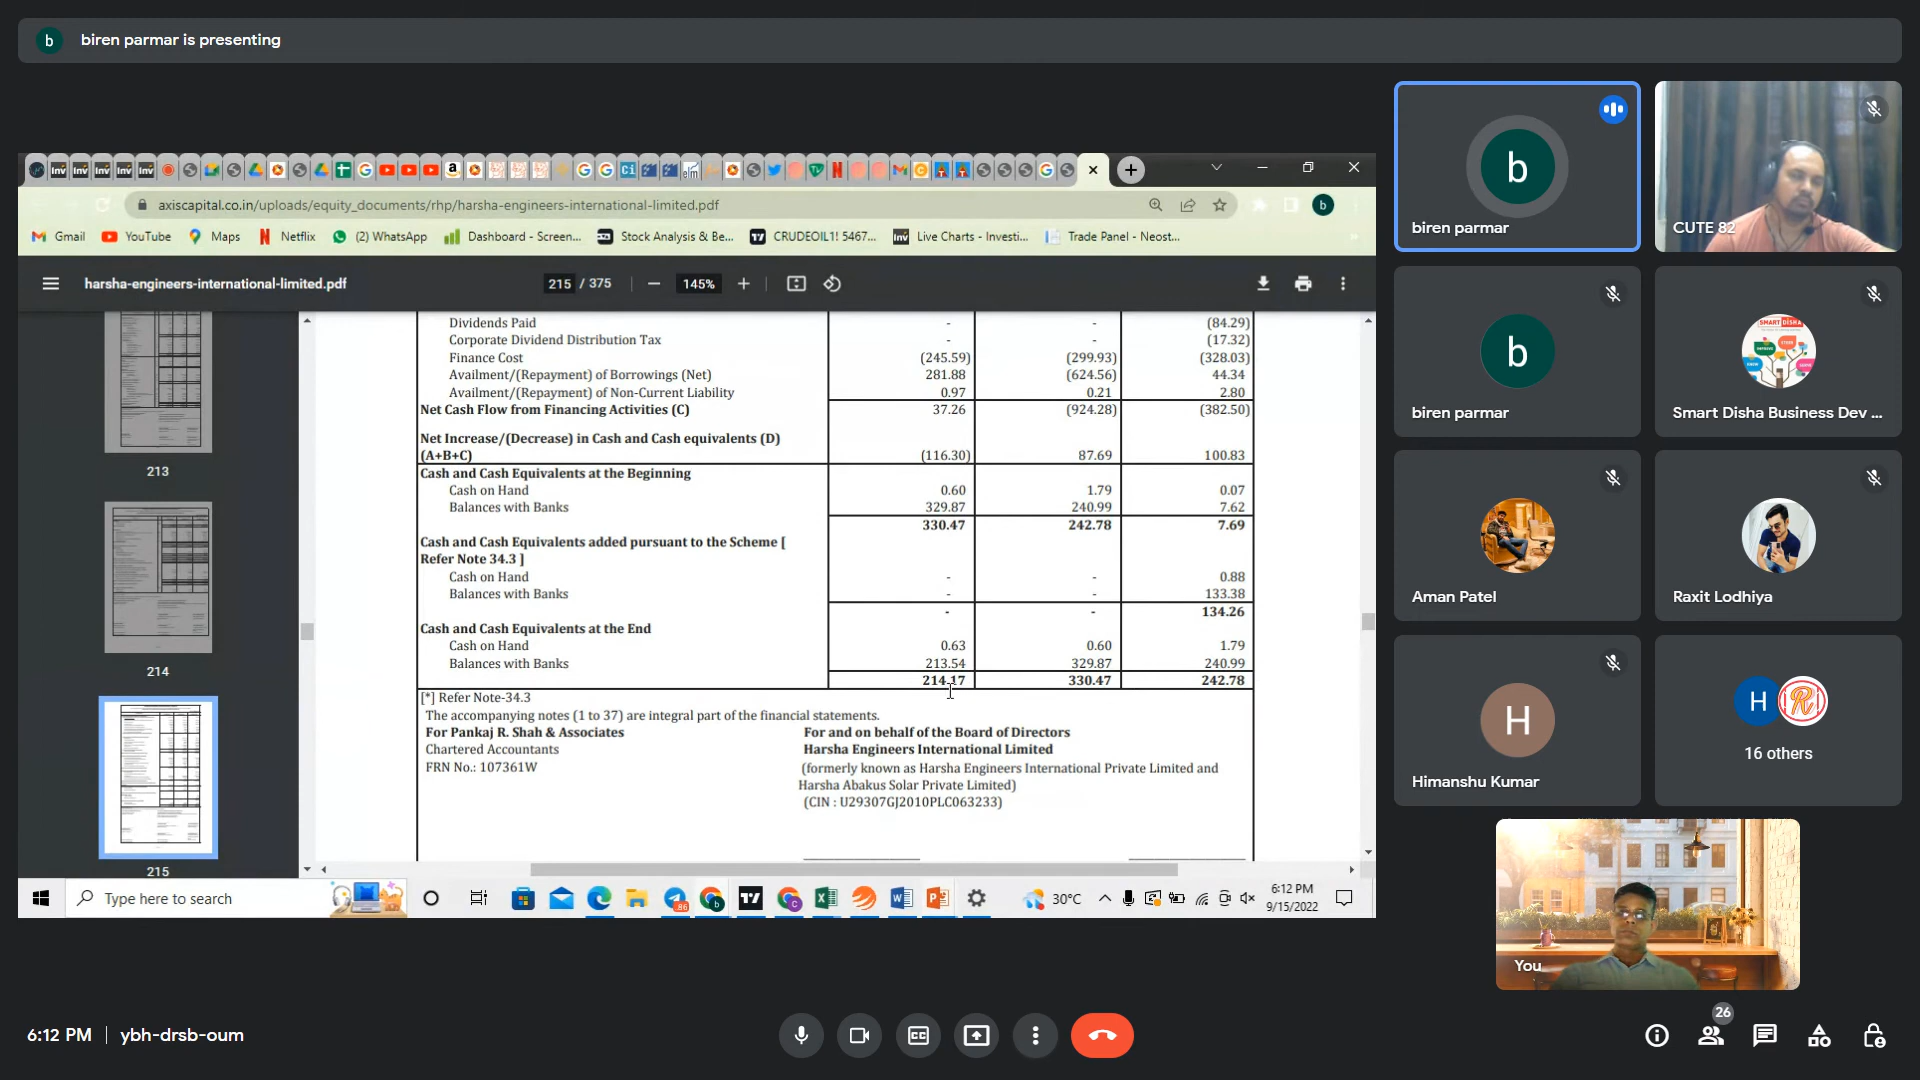 b biren parmar is presenting
axiscapital.co.in/uploads/equity_documents/rhp/harsha-engineers-international-limited.pdf b
Gmail YouTube Maps Netflix (2) WhatsApp Dashboard - Screen... Stock Analysis & Be... CRUDEOIL1! 5467... Live Charts - Investi... Trade Panel - Neost...
harsha-engineers-international-limited.pdf 215 / 375 — 145% +
213
214
215
Dividends Paid - - (84.29)
Corporate Dividend Distribution Tax - - (17.32)
Finance Cost (245.59) (299.93) (328.03)
Availment/(Repayment) of Borrowings (Net) 281.88 (624.56) 44.34
Availment/(Repayment) of Non-Current Liability 0.97 0.21 2.80
Net Cash Flow from Financing Activities (C) 37.26 (924.28) (382.50)
Net Increase/(Decrease) in Cash and Cash equivalents (D)
(A+B+C) (116.30) 87.69 100.83
Cash and Cash Equivalents at the Beginning
Cash on Hand 0.60 1.79 0.07
Balances with Banks 329.87 240.99 7.62
330.47 242.78 7.69
Cash and Cash Equivalents added pursuant to the Scheme [
Refer Note 34.3 ]
Cash on Hand - - 0.88
Balances with Banks - - 133.38
- - 134.26
Cash and Cash Equivalents at the End
Cash on Hand 0.63 0.60 1.79
Balances with Banks 213.54 329.87 240.99
214.17 330.47 242.78
[*] Refer Note-34.3
The accompanying notes (1 to 37) are integral part of the financial statements.
For Pankaj R. Shah & Associates For and on behalf of the Board of Directors
Chartered Accountants Harsha Engineers International Limited
FRN No.: 107361W (formerly known as Harsha Engineers International Private Limited and
Harsha Abakus Solar Private Limited)
(CIN : U29307GJ2010PLC063233)
Type here to search
30°C
6:12 PM
9/15/2022
b
biren parmar
CUTE 82
b
biren parmar
SMART DISHA
Smart Disha Business Dev ...
Aman Patel
Raxit Lodhiya
H
Himanshu Kumar
H R
16 others
You
6:12 PM | ybh-drsb-oum
26